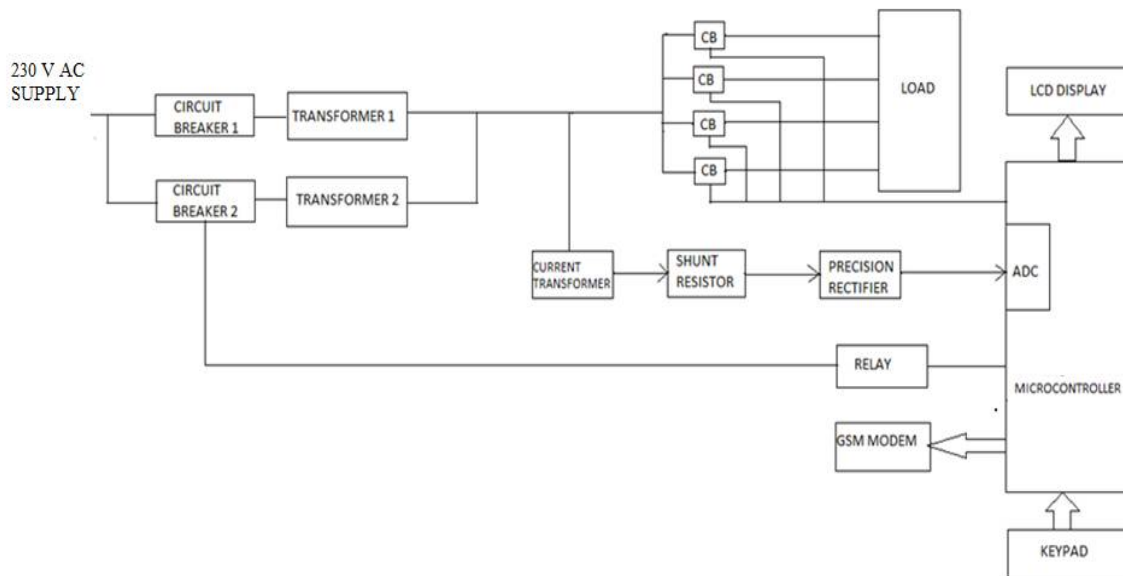 230 V AC
SUPPLY
CIRCUIT
BREAKER 1
TRANSFORMER 1
CIRCUIT
BREAKER 2
TRANSFORMER 2
CB
CB
CB
CB
LOAD
LCD DISPLAY
CURRENT
TRANSFORMER
SHUNT
RESISTOR
PRECISION
RECTIFIER
ADC
RELAY
MICROCONTROLLER
GSM MODEM
KEYPAD